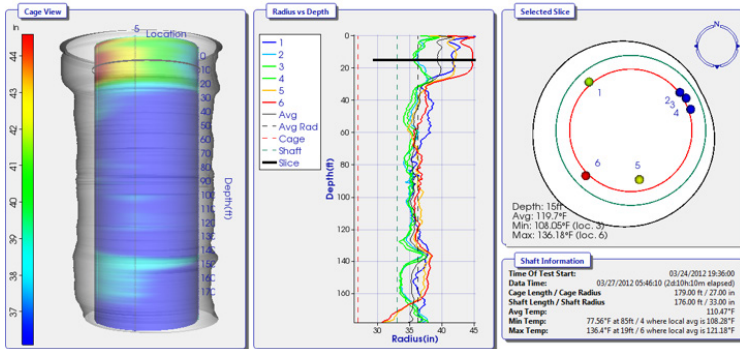 Cage View
in
44
43
42
41
40
39
38
37
5
Location
0
10
20
30
40
50
60
70
80
90
100
110
120
130
140
150
160
170
Depth(ft)
Radius vs Depth
1
2
3
4
5
6
Avg
Avg Rad
Cage
Shaft
Slice
Depth(ft)
0
20
40
60
80
100
120
140
160
30
35
40
45
Radius(in)
Selected Slice
N
1
2
3
4
5
6
Depth: 15ft
Avg: 119.7°F
Min: 108.05°F (loc. 3)
Max: 136.18°F (loc. 6)
Shaft Information
Time Of Test Start: 03/24/2012 19:36:00
Data Time: 03/27/2012 05:46:10 (2d:10h:10m elapsed)
Cage Length / Cage Radius 179.00 ft / 27.00 in
Shaft Length / Shaft Radius 176.00 ft / 33.00 in
Avg Temp: 110.47°F
Min Temp: 77.56°F at 85ft / 4 where local avg is 108.28°F
Max Temp: 136.4°F at 19ft / 6 where local avg is 121.18°F